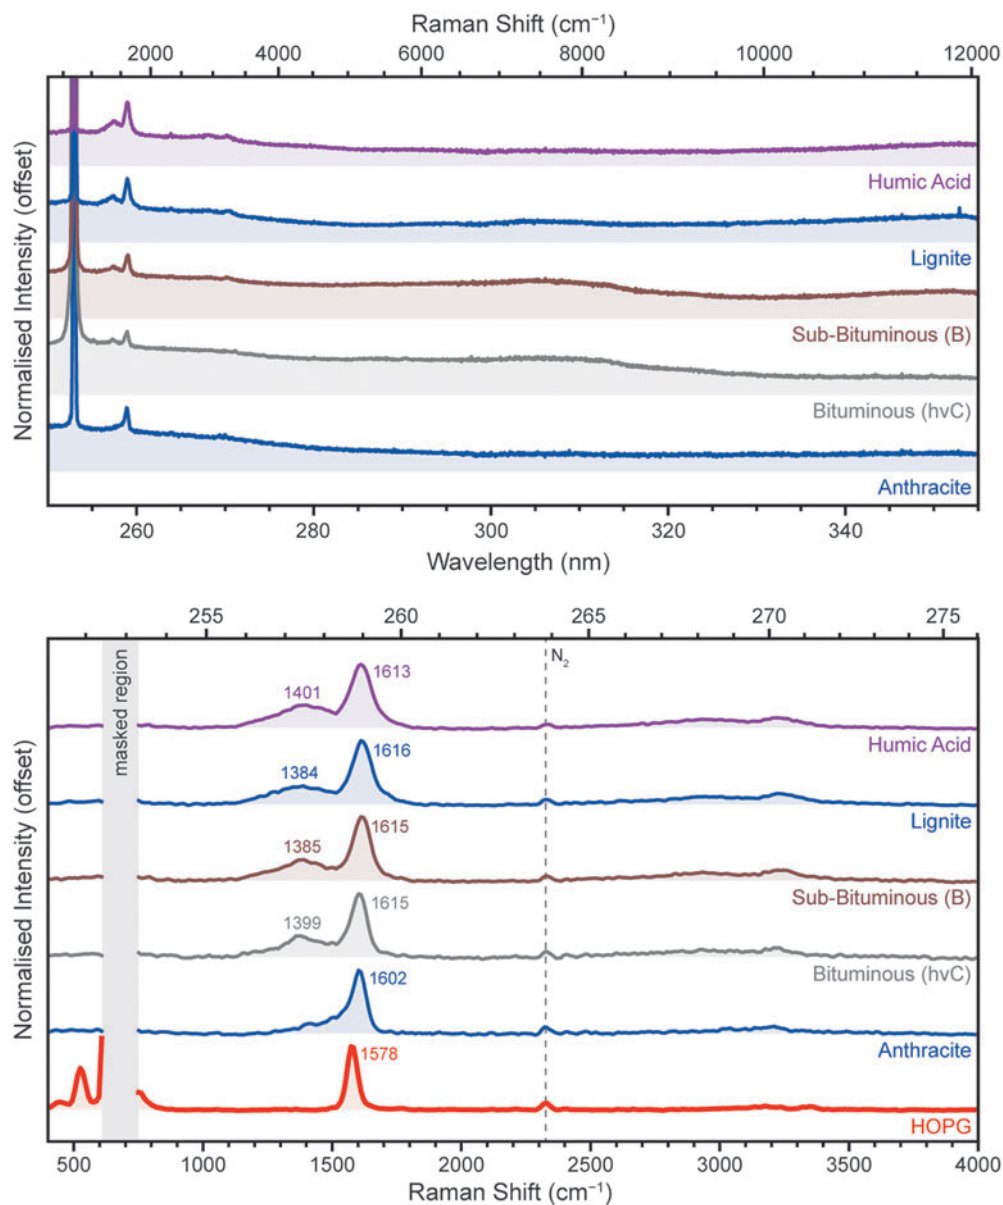 Raman Shift (cm⁻¹)
2000 4000 5000 6000 7000 8000 10000 12000
Normalised Intensity (offset)
Humic Acid
Lignite
Sub-Bituminous (B)
Bituminous (hvC)
Anthracite
260 280 300 320 340
Wavelength (nm)
255 260 265 270 275
Normalised Intensity (offset)
masked region
N₂
1401 1613
Humic Acid
1384 1616
Lignite
1385 1615
Sub-Bituminous (B)
1399 1615
Bituminous (hvC)
1602
Anthracite
1578
HOPG
500 1000 1500 2000 2500 3000 3500 4000
Raman Shift (cm⁻¹)